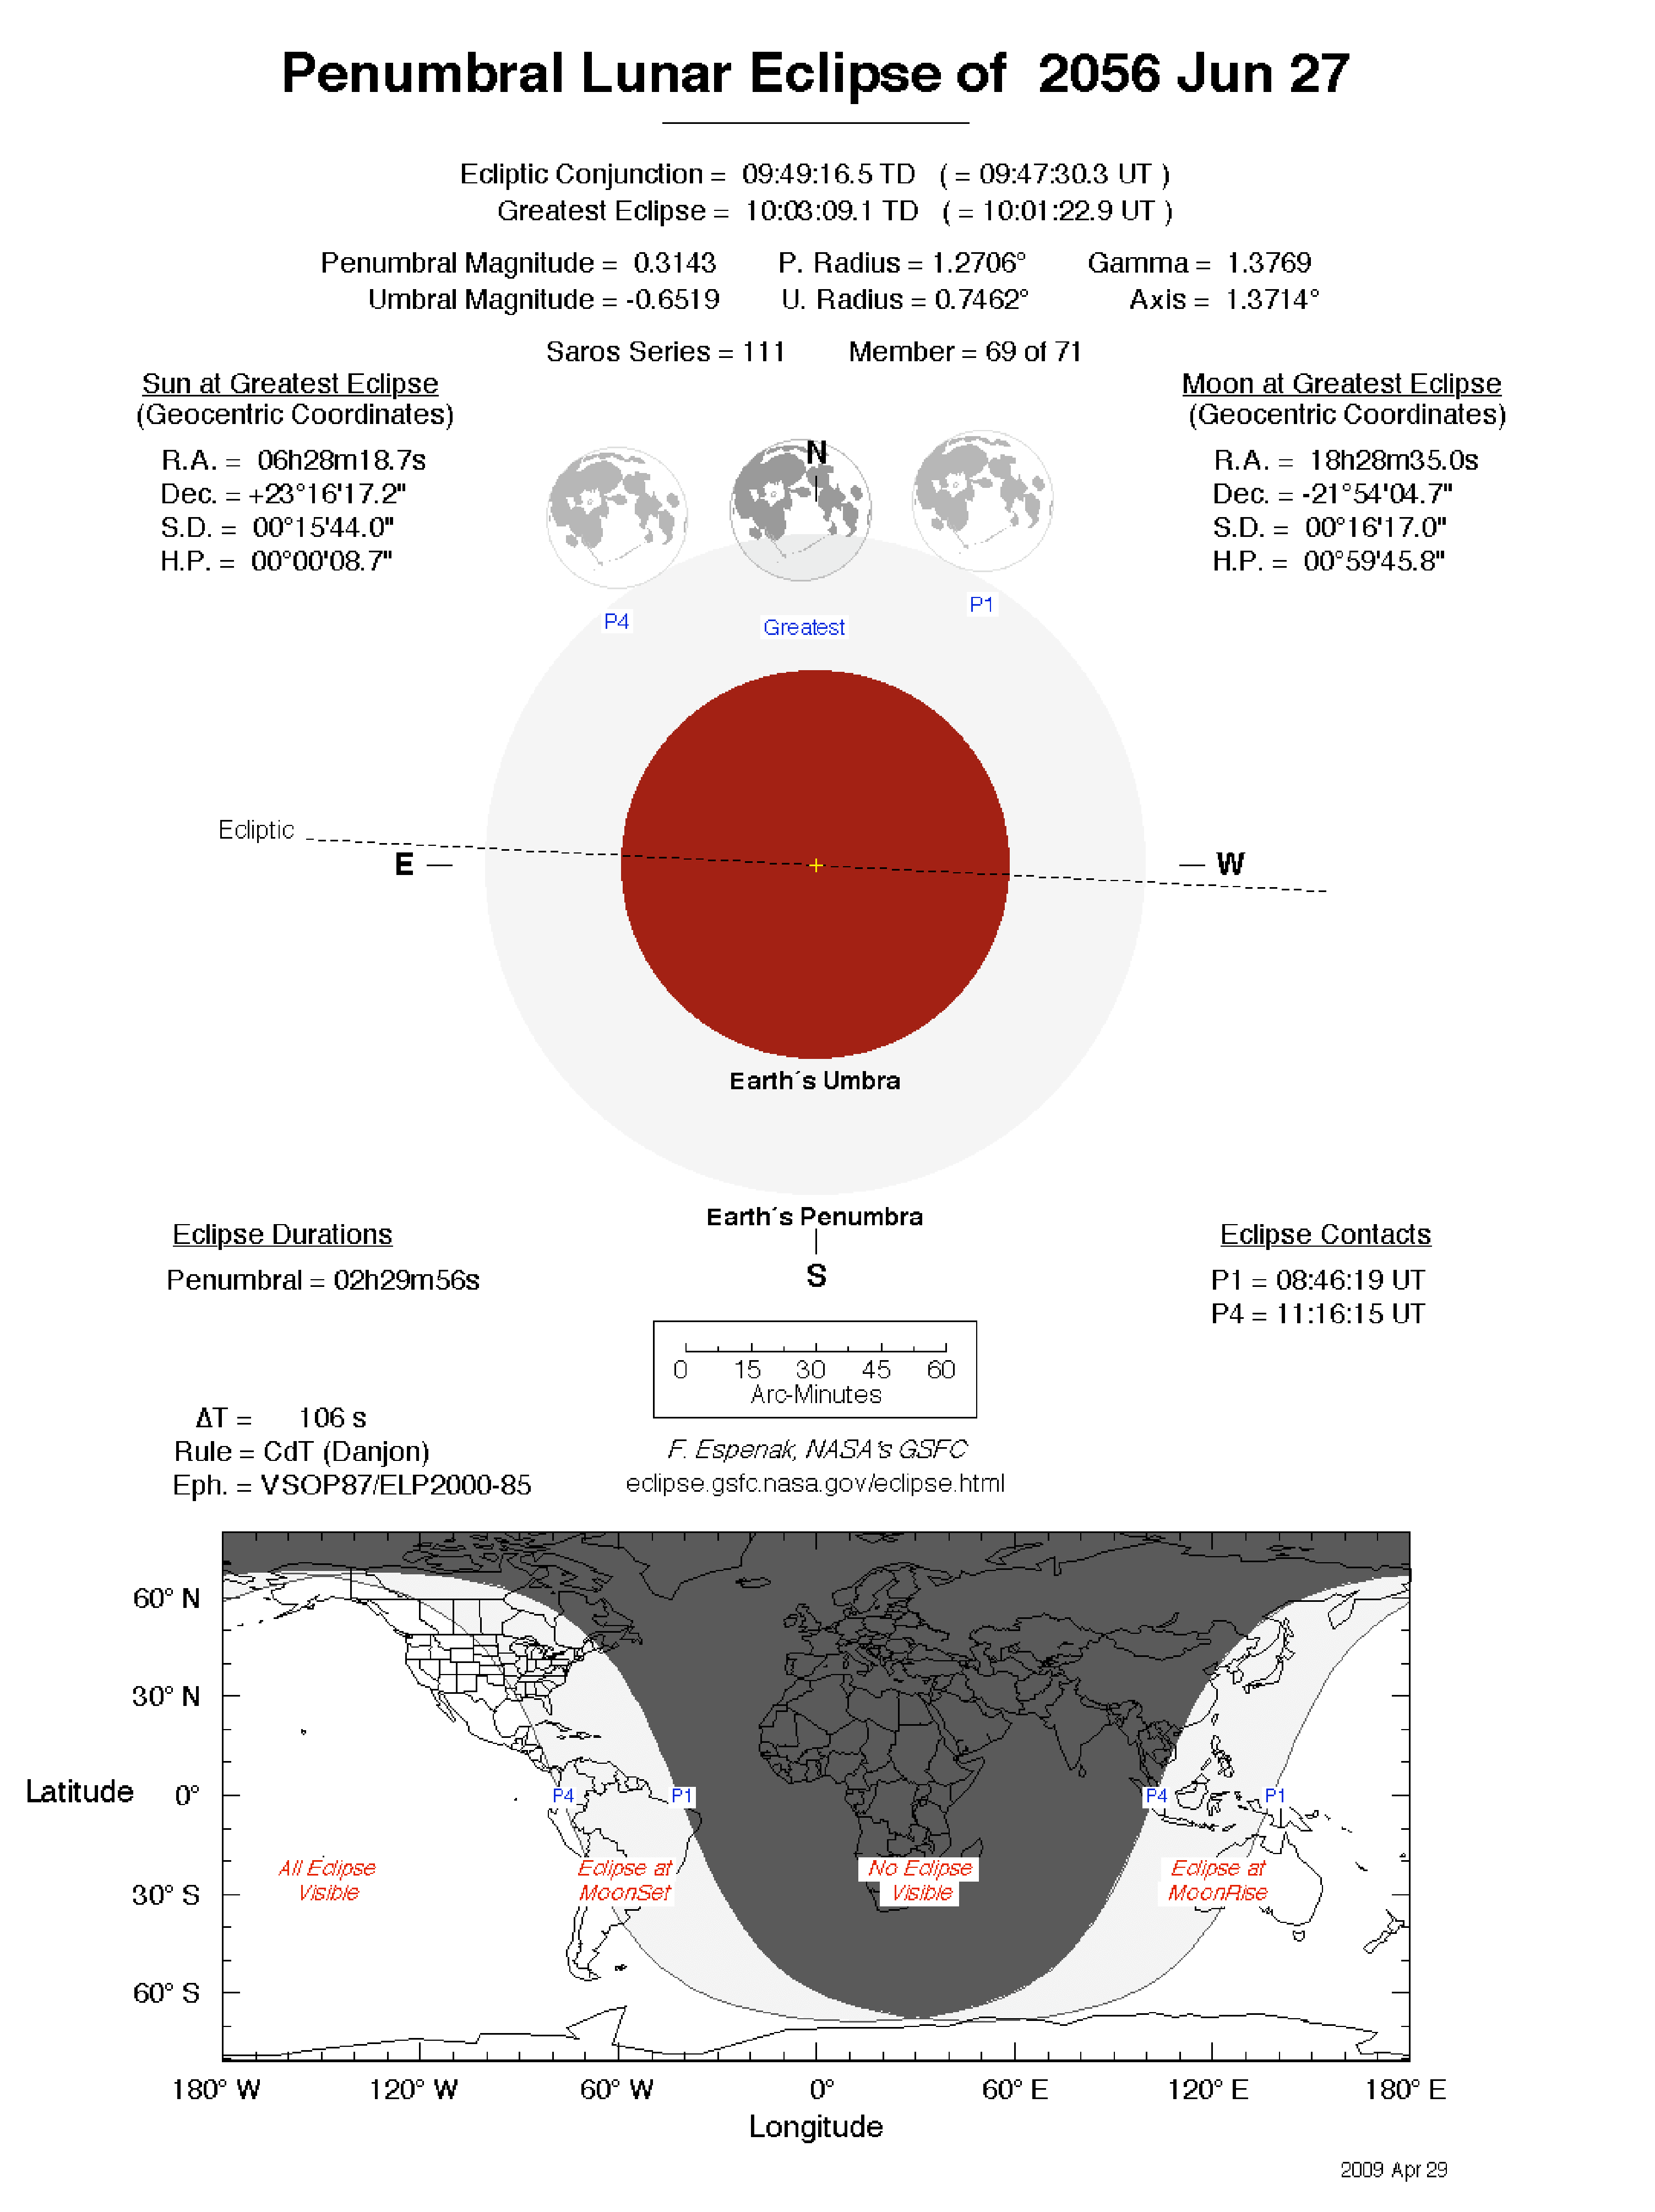 Penumbral Lunar Eclipse of 2056 Jun 27
Ecliptic Conjunction = 09:49:16.5 TD ( = 09:47:30.3 UT )
Greatest Eclipse = 10:03:09.1 TD ( = 10:01:22.9 UT )
Penumbral Magnitude = 0.3143 P. Radius = 1.2706° Gamma = 1.3769
Umbral Magnitude = -0.6519 U. Radius = 0.7462° Axis = 1.3714°
Saros Series = 111 Member = 69 of 71
Sun at Greatest Eclipse
(Geocentric Coordinates)
R.A. = 06h28m18.7s
Dec. = +23°16'17.2"
S.D. = 00°15'44.0"
H.P. = 00°00'08.7"
Moon at Greatest Eclipse
(Geocentric Coordinates)
R.A. = 18h28m35.0s
Dec. = -21°54'04.7"
S.D. = 00°16'17.0"
H.P. = 00°59'45.8"
N
P4
Greatest
P1
Ecliptic
E
W
Earth´s Umbra
Earth´s Penumbra
S
Eclipse Durations
Penumbral = 02h29m56s
Eclipse Contacts
P1 = 08:46:19 UT
P4 = 11:16:15 UT
0 15 30 45 60
Arc-Minutes
ΔT = 106 s
Rule = CdT (Danjon)
Eph. = VSOP87/ELP2000-85
F. Espenak, NASA's GSFC
eclipse.gsfc.nasa.gov/eclipse.html
60° N
30° N
Latitude 0°
30° S
60° S
P4 P1 P4 P1
All Eclipse
Visible
Eclipse at
MoonSet
No Eclipse
Visible
Eclipse at
MoonRise
180° W 120° W 60° W 0° 60° E 120° E 180° E
Longitude
2009 Apr 29